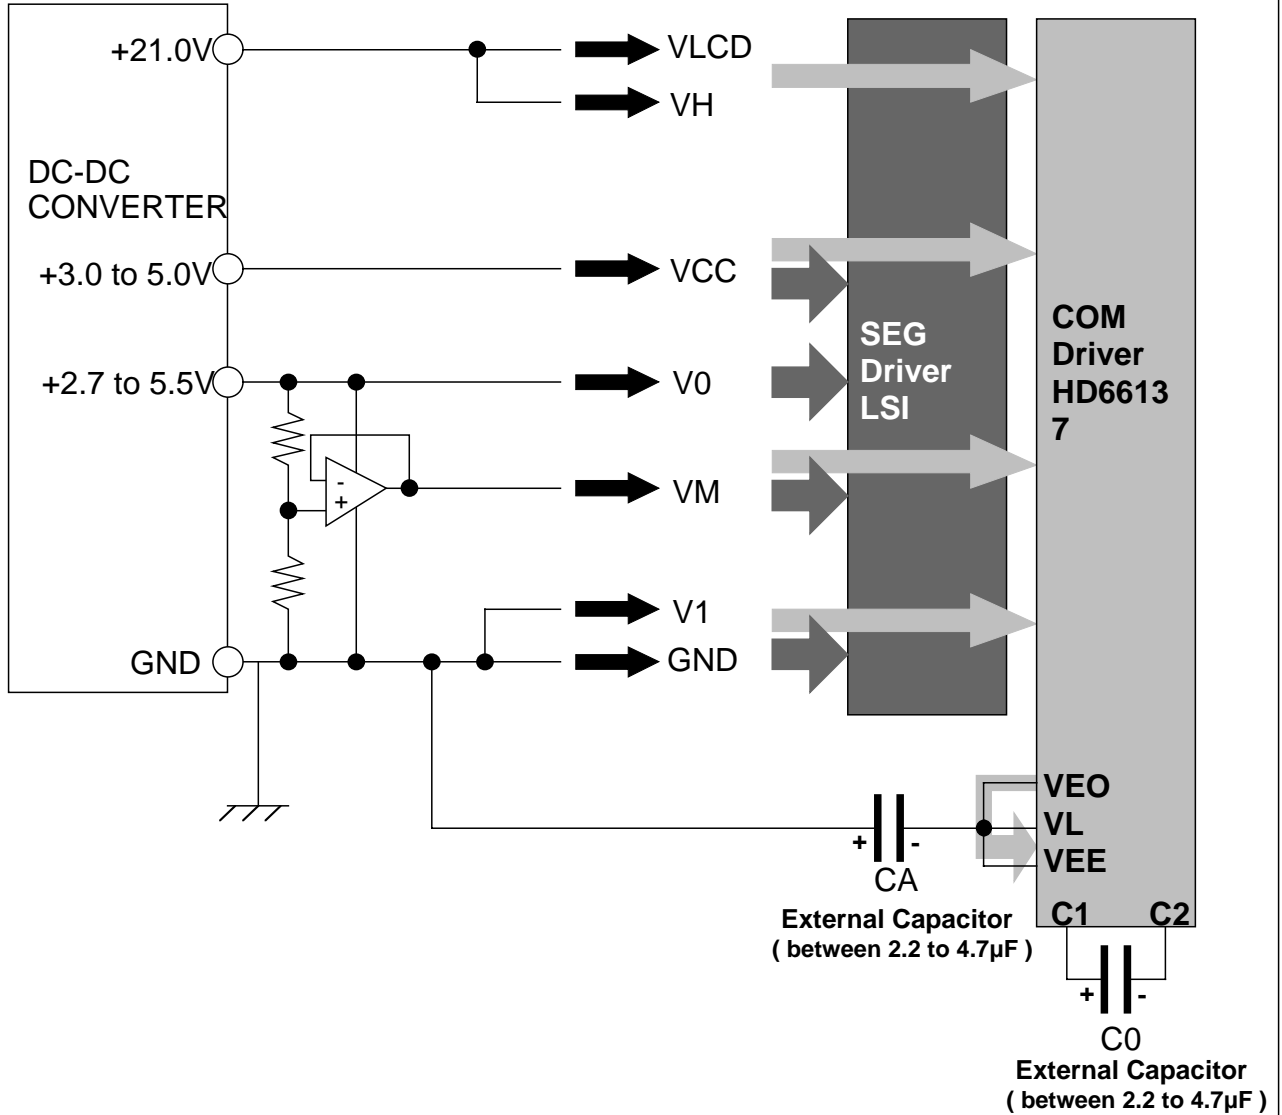 +21.0V
VLCD
VH
DC-DC
CONVERTER
+3.0 to 5.0V
VCC
+2.7 to 5.5V
V0
-
+
VM
V1
GND
GND
SEG
Driver
LSI
COM
Driver
HD6613
7
VEO
VL
VEE
+ -
CA
External Capacitor
( between 2.2 to 4.7µF )
C1 C2
+ -
C0
External Capacitor
( between 2.2 to 4.7µF )